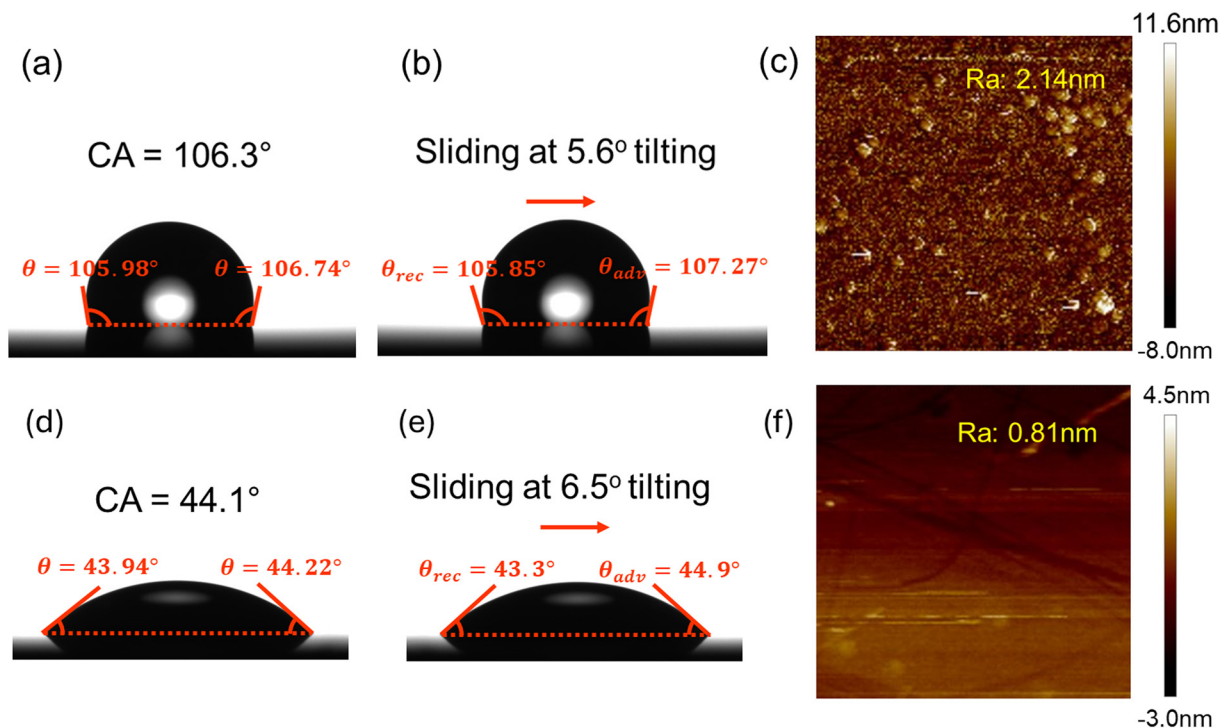 (a)
CA = 106.3°
θ = 105.98°
θ = 106.74°
(b)
Sliding at 5.6° tilting
θrec = 105.85°
θadv = 107.27°
(c)
Ra: 2.14nm
11.6nm
-8.0nm
(d)
CA = 44.1°
θ = 43.94°
θ = 44.22°
(e)
Sliding at 6.5° tilting
θrec = 43.3°
θadv = 44.9°
(f)
Ra: 0.81nm
4.5nm
-3.0nm